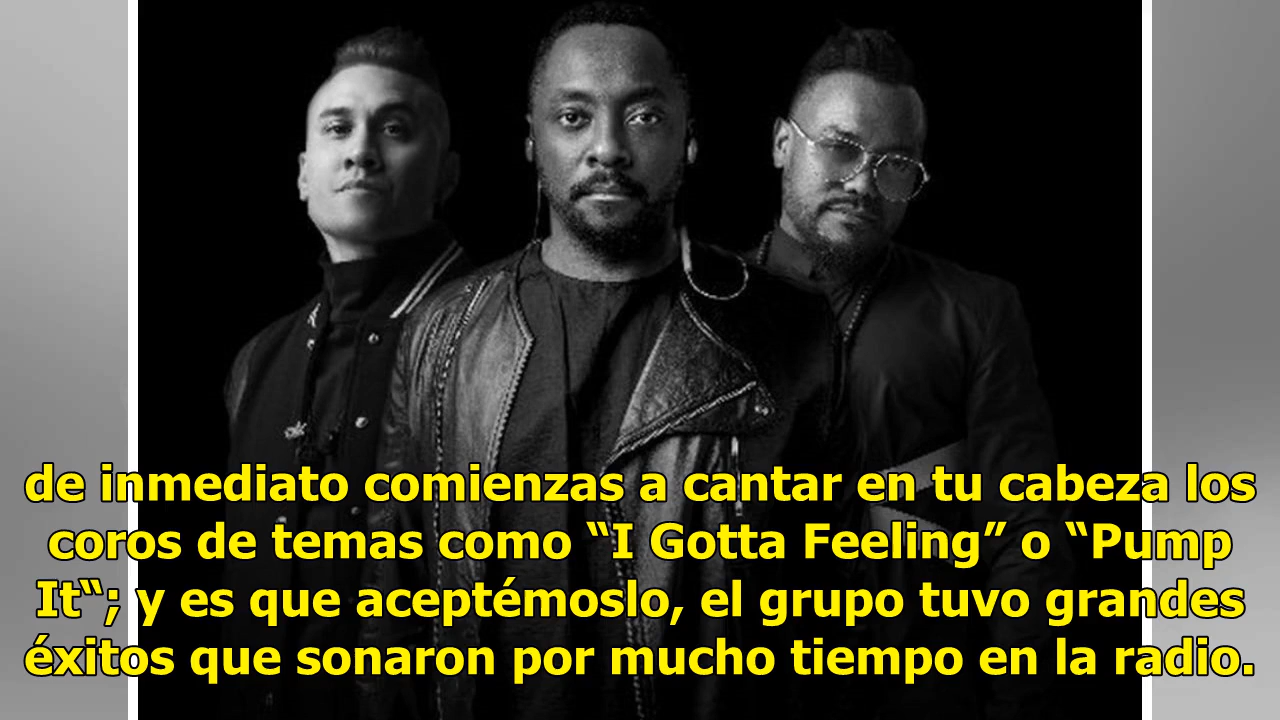 de inmediato comienzas a cantar en tu cabeza los
coros de temas como “I Gotta Feeling” o “Pump
It“; y es que aceptémoslo, el grupo tuvo grandes
éxitos que sonaron por mucho tiempo en la radio.